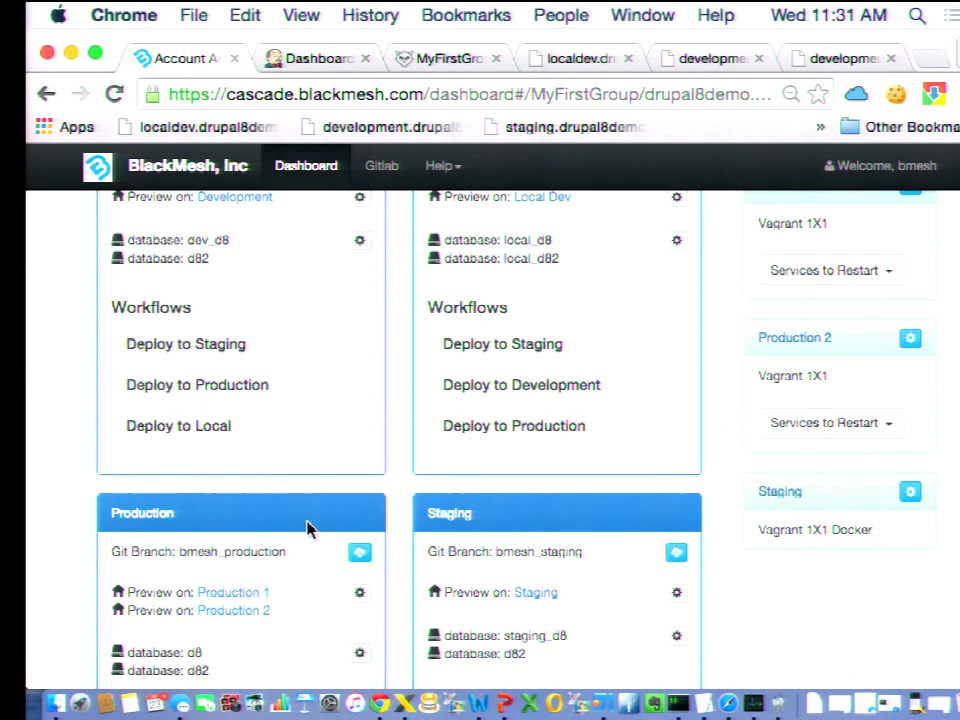 Chrome File Edit View History Bookmarks People Window Help Wed 11:31 AM
Account A Dashboard MyFirstGro localdev.dr developme developme
https://cascade.blackmesh.com/dashboard#/MyFirstGroup/drupal8demo....
Apps localdev.drupal8dem development.drupal staging.drupal8demo » Other Bookma
BlackMesh, Inc Dashboard Gitlab Help Welcome, bmesh
Preview on: Development
database: dev_d8
database: d82
Workflows
Deploy to Staging
Deploy to Production
Deploy to Local
Preview on: Local Dev
database: local_d8
database: local_d82
Workflows
Deploy to Staging
Deploy to Development
Deploy to Production
Vagrant 1X1
Services to Restart
Production 2
Vagrant 1X1
Services to Restart
Staging
Vagrant 1X1 Docker
Production
Git Branch: bmesh_production
Preview on: Production 1
Preview on: Production 2
database: d8
database: d82
Staging
Git Branch: bmesh_staging
Preview on: Staging
database: staging_d8
database: d82